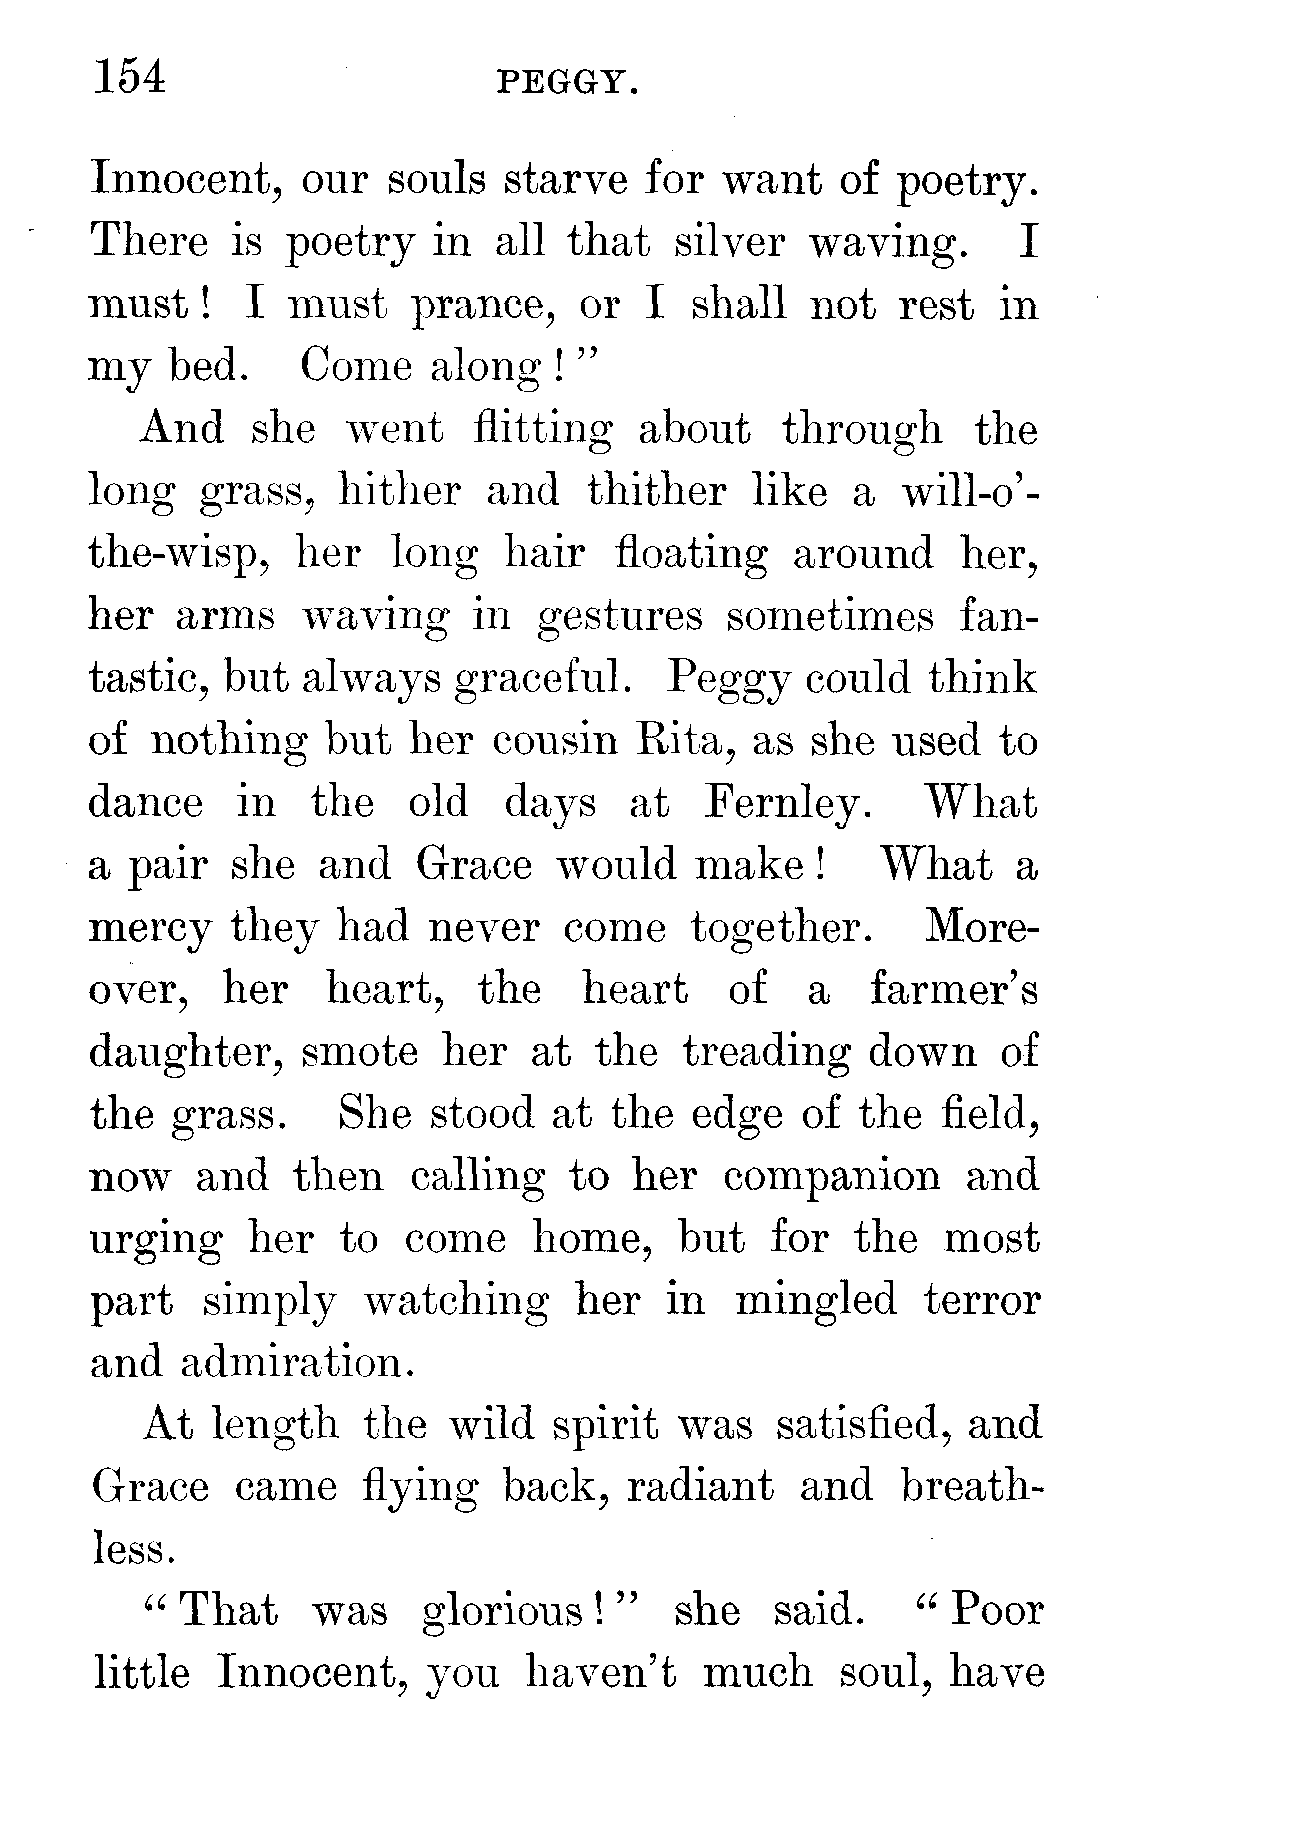 154 PEGGY.
Innocent, our souls starve for want of poetry.
There is poetry in all that silver waving. I
must! I must prance, or I shall not rest in
my bed. Come along!”
And she went flitting about through the
long grass, hither and thither like a will-o’-
the-wisp, her long hair floating around her,
her arms waving in gestures sometimes fan-
tastic, but always graceful. Peggy could think
of nothing but her cousin Rita, as she used to
dance in the old days at Fernley. What
a pair she and Grace would make! What a
mercy they had never come together. More-
over, her heart, the heart of a farmer’s
daughter, smote her at the treading down of
the grass. She stood at the edge of the field,
now and then calling to her companion and
urging her to come home, but for the most
part simply watching her in mingled terror
and admiration.
At length the wild spirit was satisfied, and
Grace came flying back, radiant and breath-
less.
“That was glorious!” she said. “Poor
little Innocent, you haven’t much soul, have